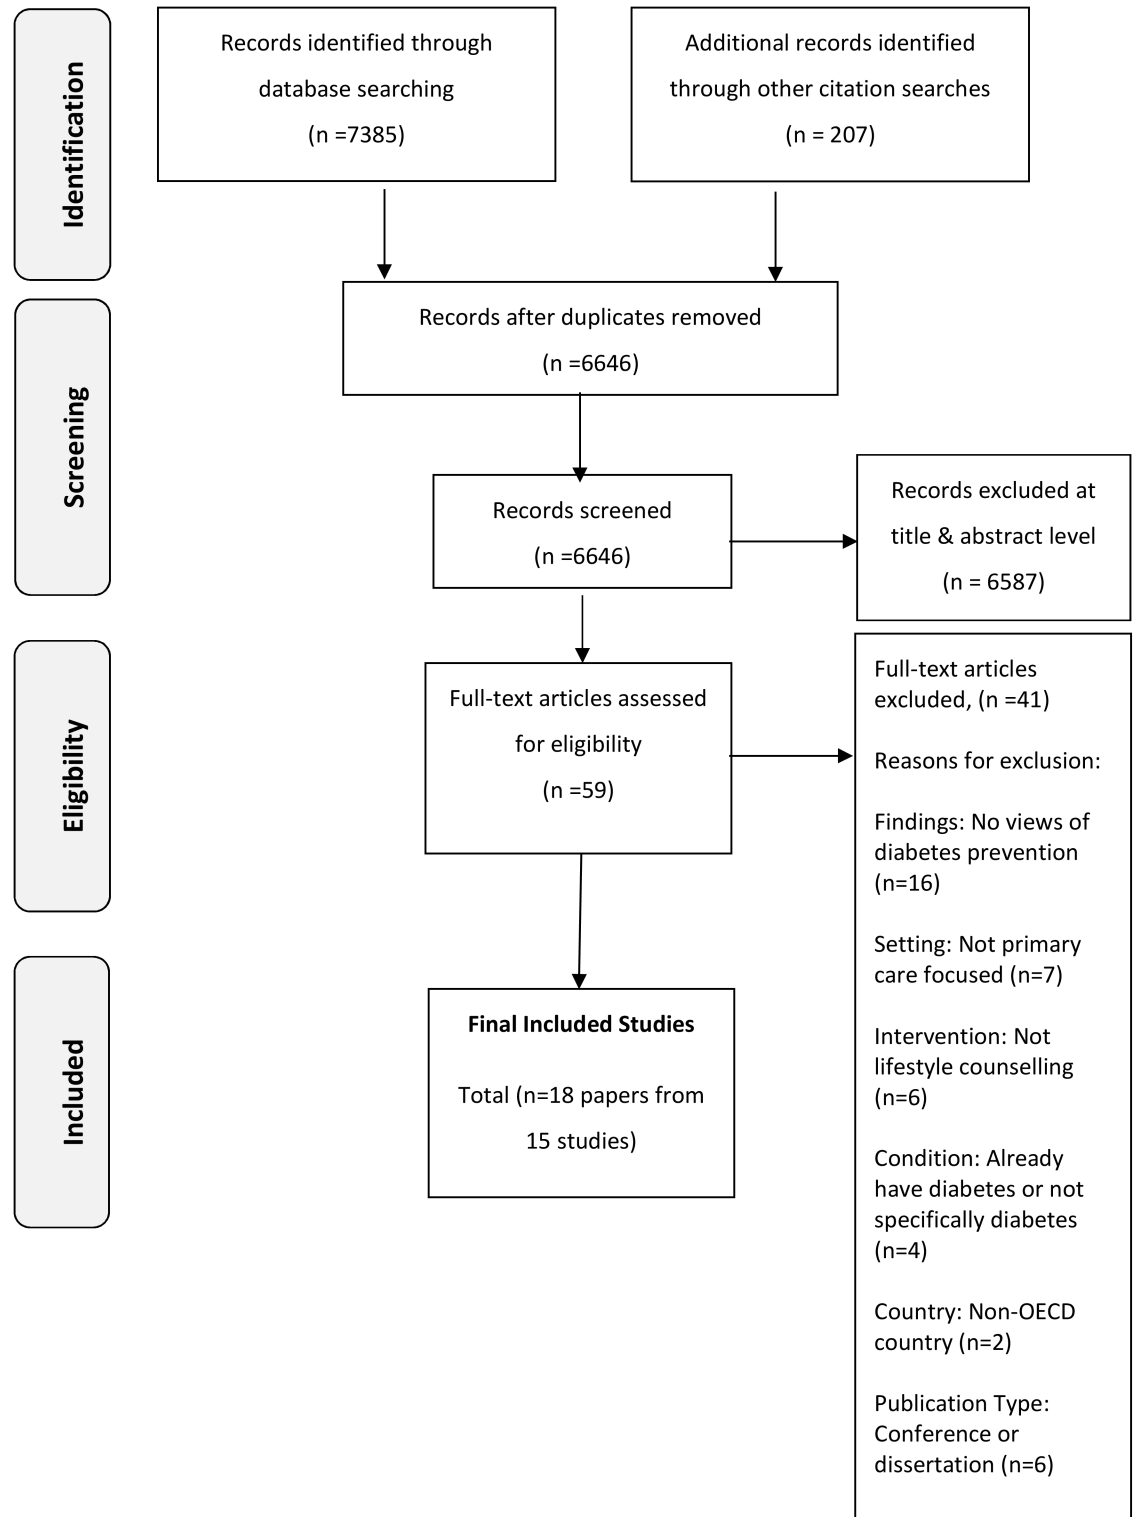 Identification
Records identified through
database searching
(n =7385)
Additional records identified
through other citation searches
(n = 207)
Records after duplicates removed
(n =6646)
Screening
Records screened
(n =6646)
Records excluded at
title & abstract level
(n = 6587)
Eligibility
Full-text articles assessed
for eligibility
(n =59)
Full-text articles
excluded, (n =41)
Reasons for exclusion:
Findings: No views of
diabetes prevention
(n=16)
Setting: Not primary
care focused (n=7)
Intervention: Not
lifestyle counselling
(n=6)
Condition: Already
have diabetes or not
specifically diabetes
(n=4)
Country: Non-OECD
country (n=2)
Publication Type:
Conference or
dissertation (n=6)
Included
Final Included Studies
Total (n=18 papers from
15 studies)